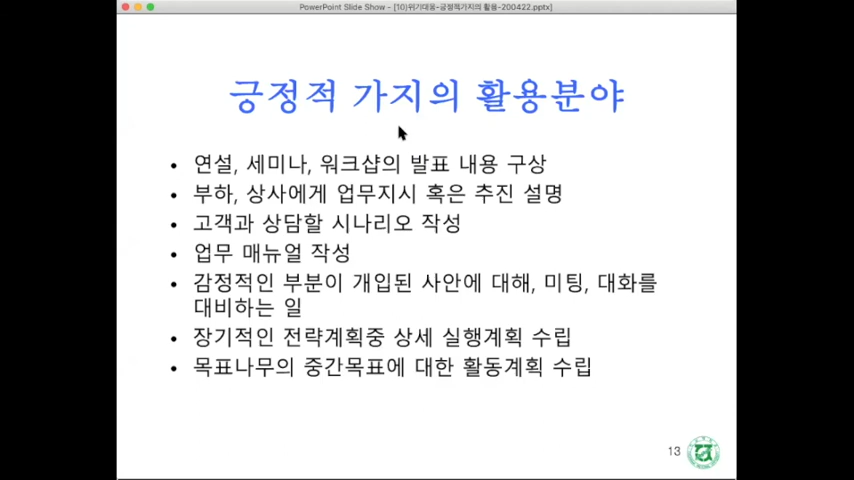 PowerPoint Slide Show - [10)위기대응-긍정적가지의 활용-200422.pptx]
긍정적 가지의 활용분야
• 연설, 세미나, 워크샵의 발표 내용 구상
• 부하, 상사에게 업무지시 혹은 추진 설명
• 고객과 상담할 시나리오 작성
• 업무 매뉴얼 작성
• 감정적인 부분이 개입된 사안에 대해, 미팅, 대화를
대비하는 일
• 장기적인 전략계획중 상세 실행계획 수립
• 목표나무의 중간목표에 대한 활동계획 수립
13